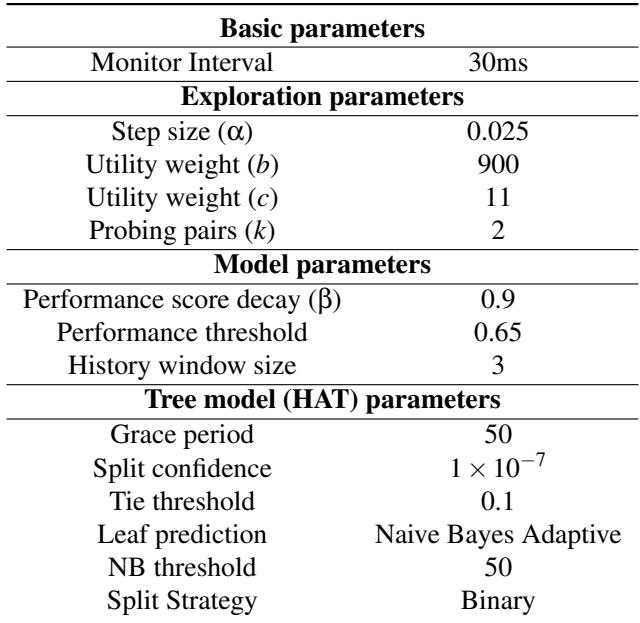 Basic parameters
Monitor Interval 30ms
Exploration parameters
Step size (α) 0.025
Utility weight (b) 900
Utility weight (c) 11
Probing pairs (k) 2
Model parameters
Performance score decay (β) 0.9
Performance threshold 0.65
History window size 3
Tree model (HAT) parameters
Grace period 50
Split confidence 1 × 10⁻⁷
Tie threshold 0.1
Leaf prediction Naive Bayes Adaptive
NB threshold 50
Split Strategy Binary